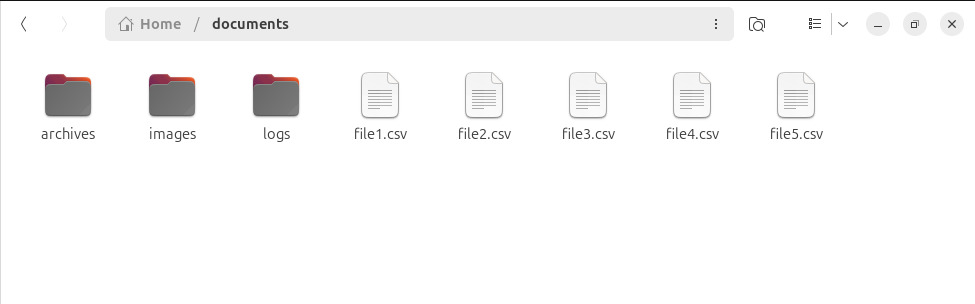 Home / documents
archives images logs file1.csv file2.csv file3.csv file4.csv file5.csv